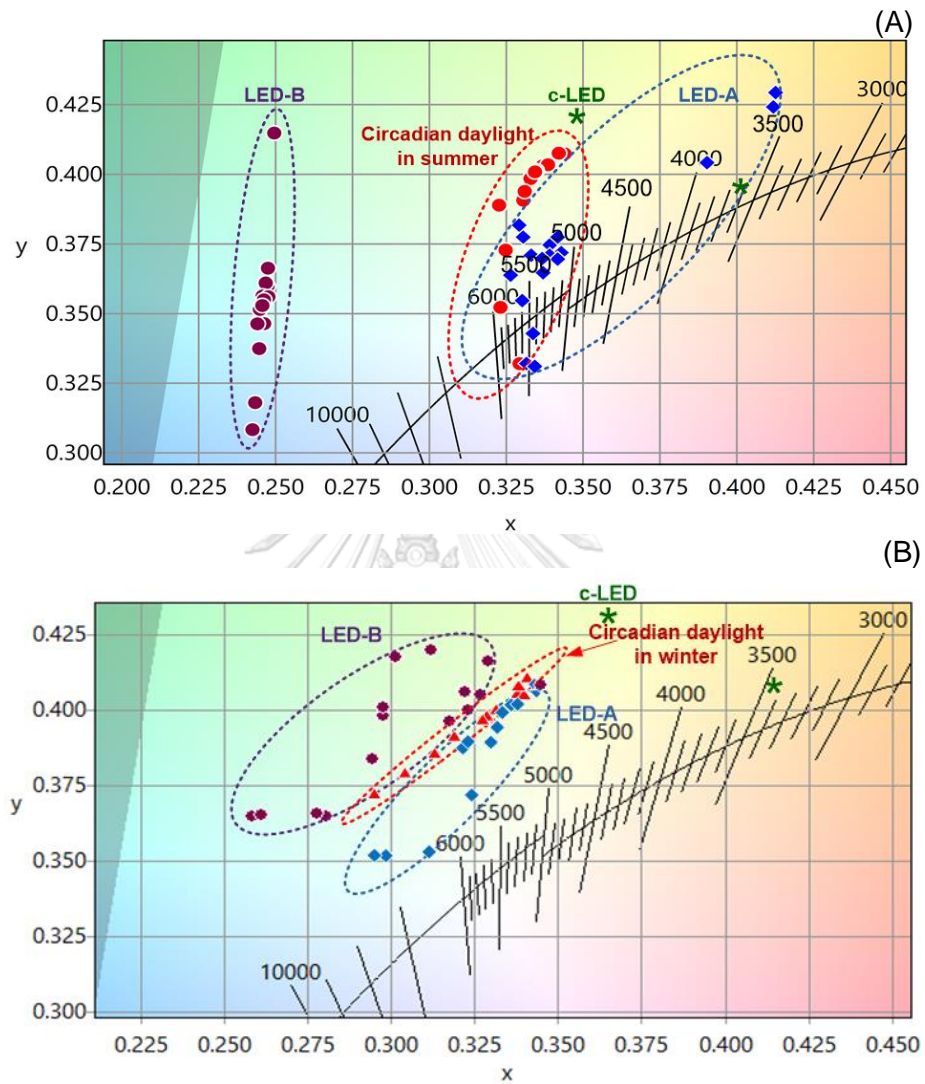 (A)
LED-B
c-LED
LED-A
3000
0.425
3500
Circadian daylight
in summer
4000
0.400
4500
y
0.375
5000
5500
6000
0.350
0.325
10000
0.300
0.200 0.225 0.250 0.275 0.300 0.325 0.350 0.375 0.400 0.425 0.450
x
(B)
c-LED
LED-B
Circadian daylight
in winter
3000
0.425
3500
4000
0.400
LED-A
4500
y
0.375
5000
5500
6000
0.350
0.325
10000
0.300
0.225 0.250 0.275 0.300 0.325 0.350 0.375 0.400 0.425 0.450
x